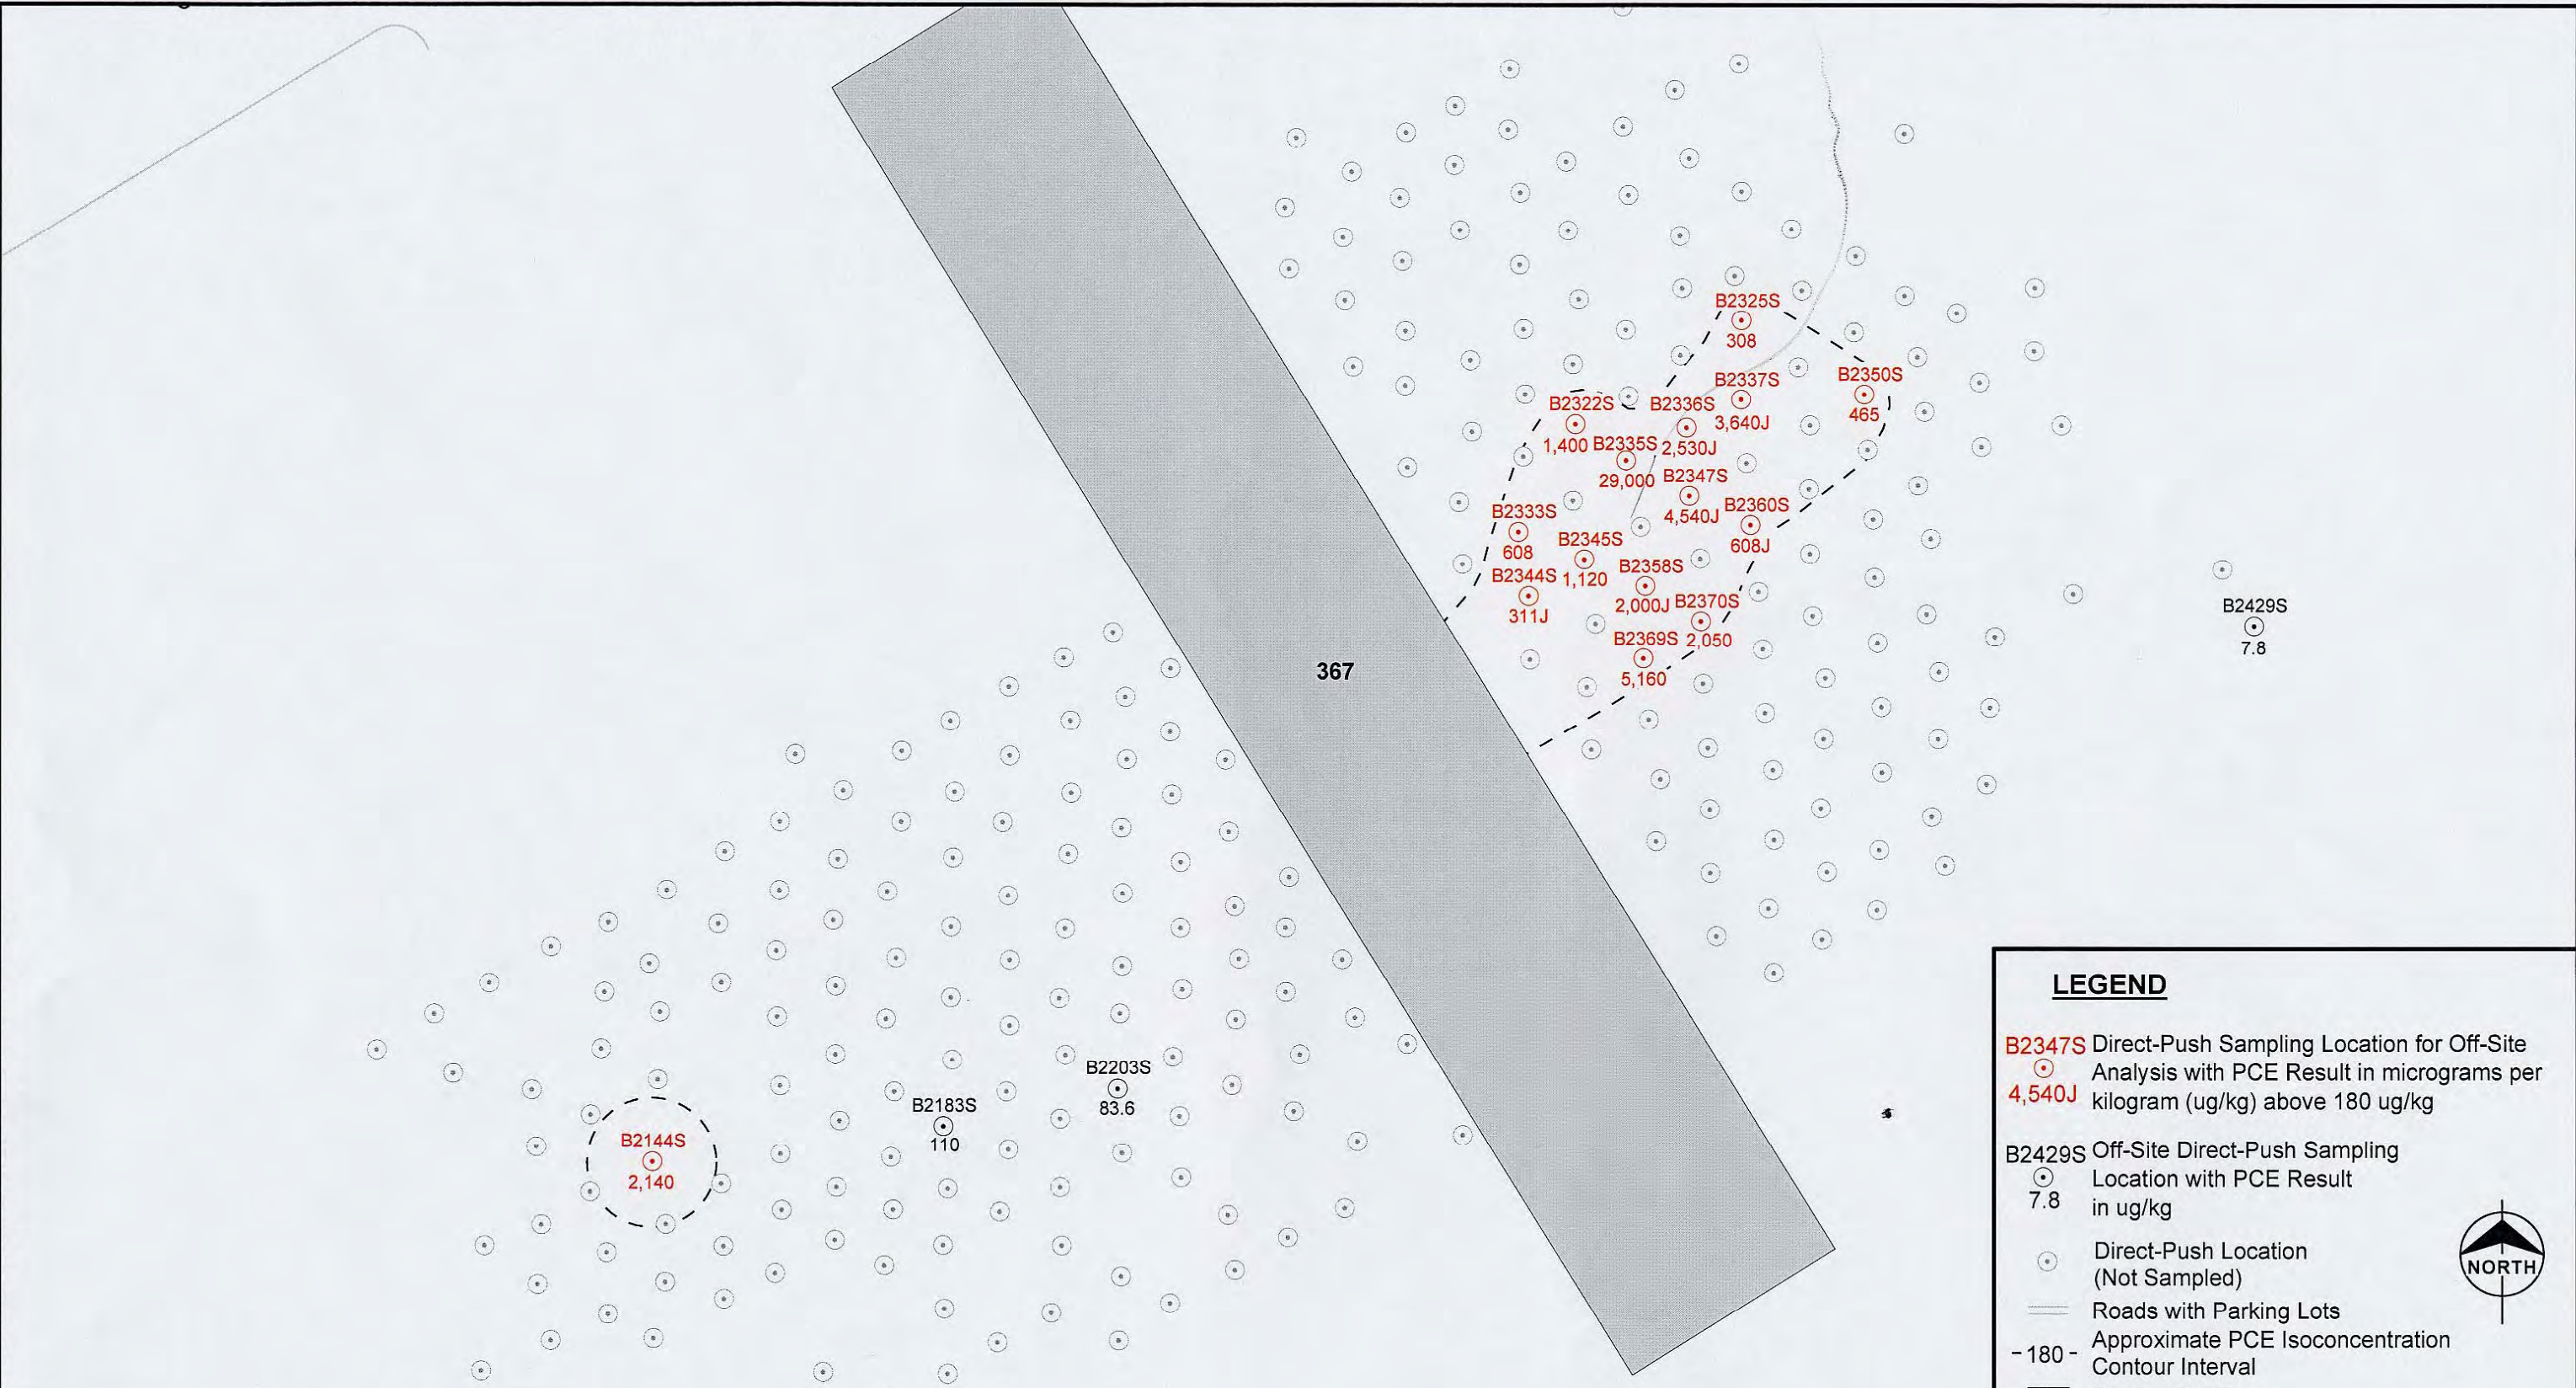 B2325S
308
B2337S
3,640J
B2350S
465
B2322S
1,400
B2336S
2,530J
B2335S
29,000
B2347S
4,540J
B2333S
608
B2360S
608J
B2345S
1,120
B2344S
311J
B2358S
2,000J
B2370S
2,050
B2369S
5,160
B2429S
7.8
367
B2203S
83.6
B2183S
110
B2144S
2,140
LEGEND
B2347S Direct-Push Sampling Location for Off-Site
Analysis with PCE Result in micrograms per
4,540J kilogram (ug/kg) above 180 ug/kg
B2429S Off-Site Direct-Push Sampling
Location with PCE Result
7.8 in ug/kg
Direct-Push Location
(Not Sampled)
NORTH
Roads with Parking Lots
-180- Approximate PCE Isoconcentration
Contour Interval